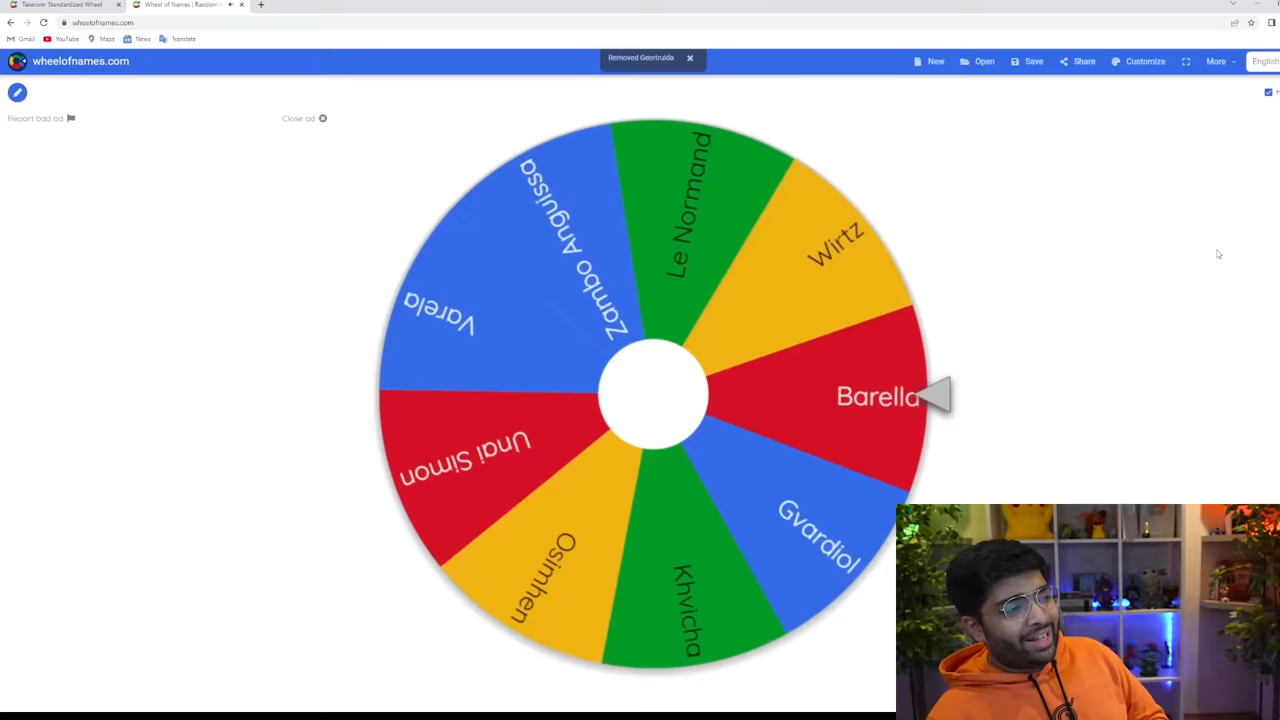 Takeover Standardized Wheel
Wheel of Names | Random
wheelofnames.com
Gmail
YouTube
Maps
News
Translate
wheelofnames.com
Removed Geertruida
New
Open
Save
Share
Customize
More
English
Report bad ad
Close ad
Le Normand
Wirtz
Barella
Gvardiol
Khvicha
Osimhen
Unai Simon
Varela
Zambo Anguissa